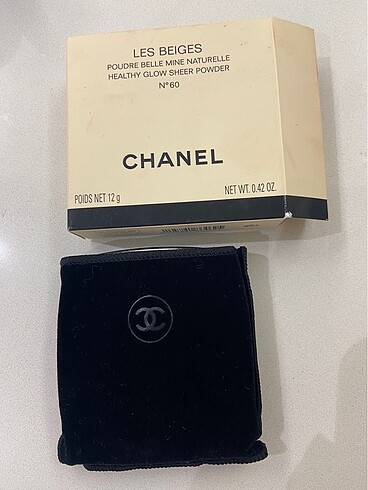 LES BEIGES
POUDRE BELLE MINE NATURELLE
HEALTHY GLOW SHEER POWDER
N°60
CHANEL
POIDS NET 12 g
NET WT. 0.42 OZ.